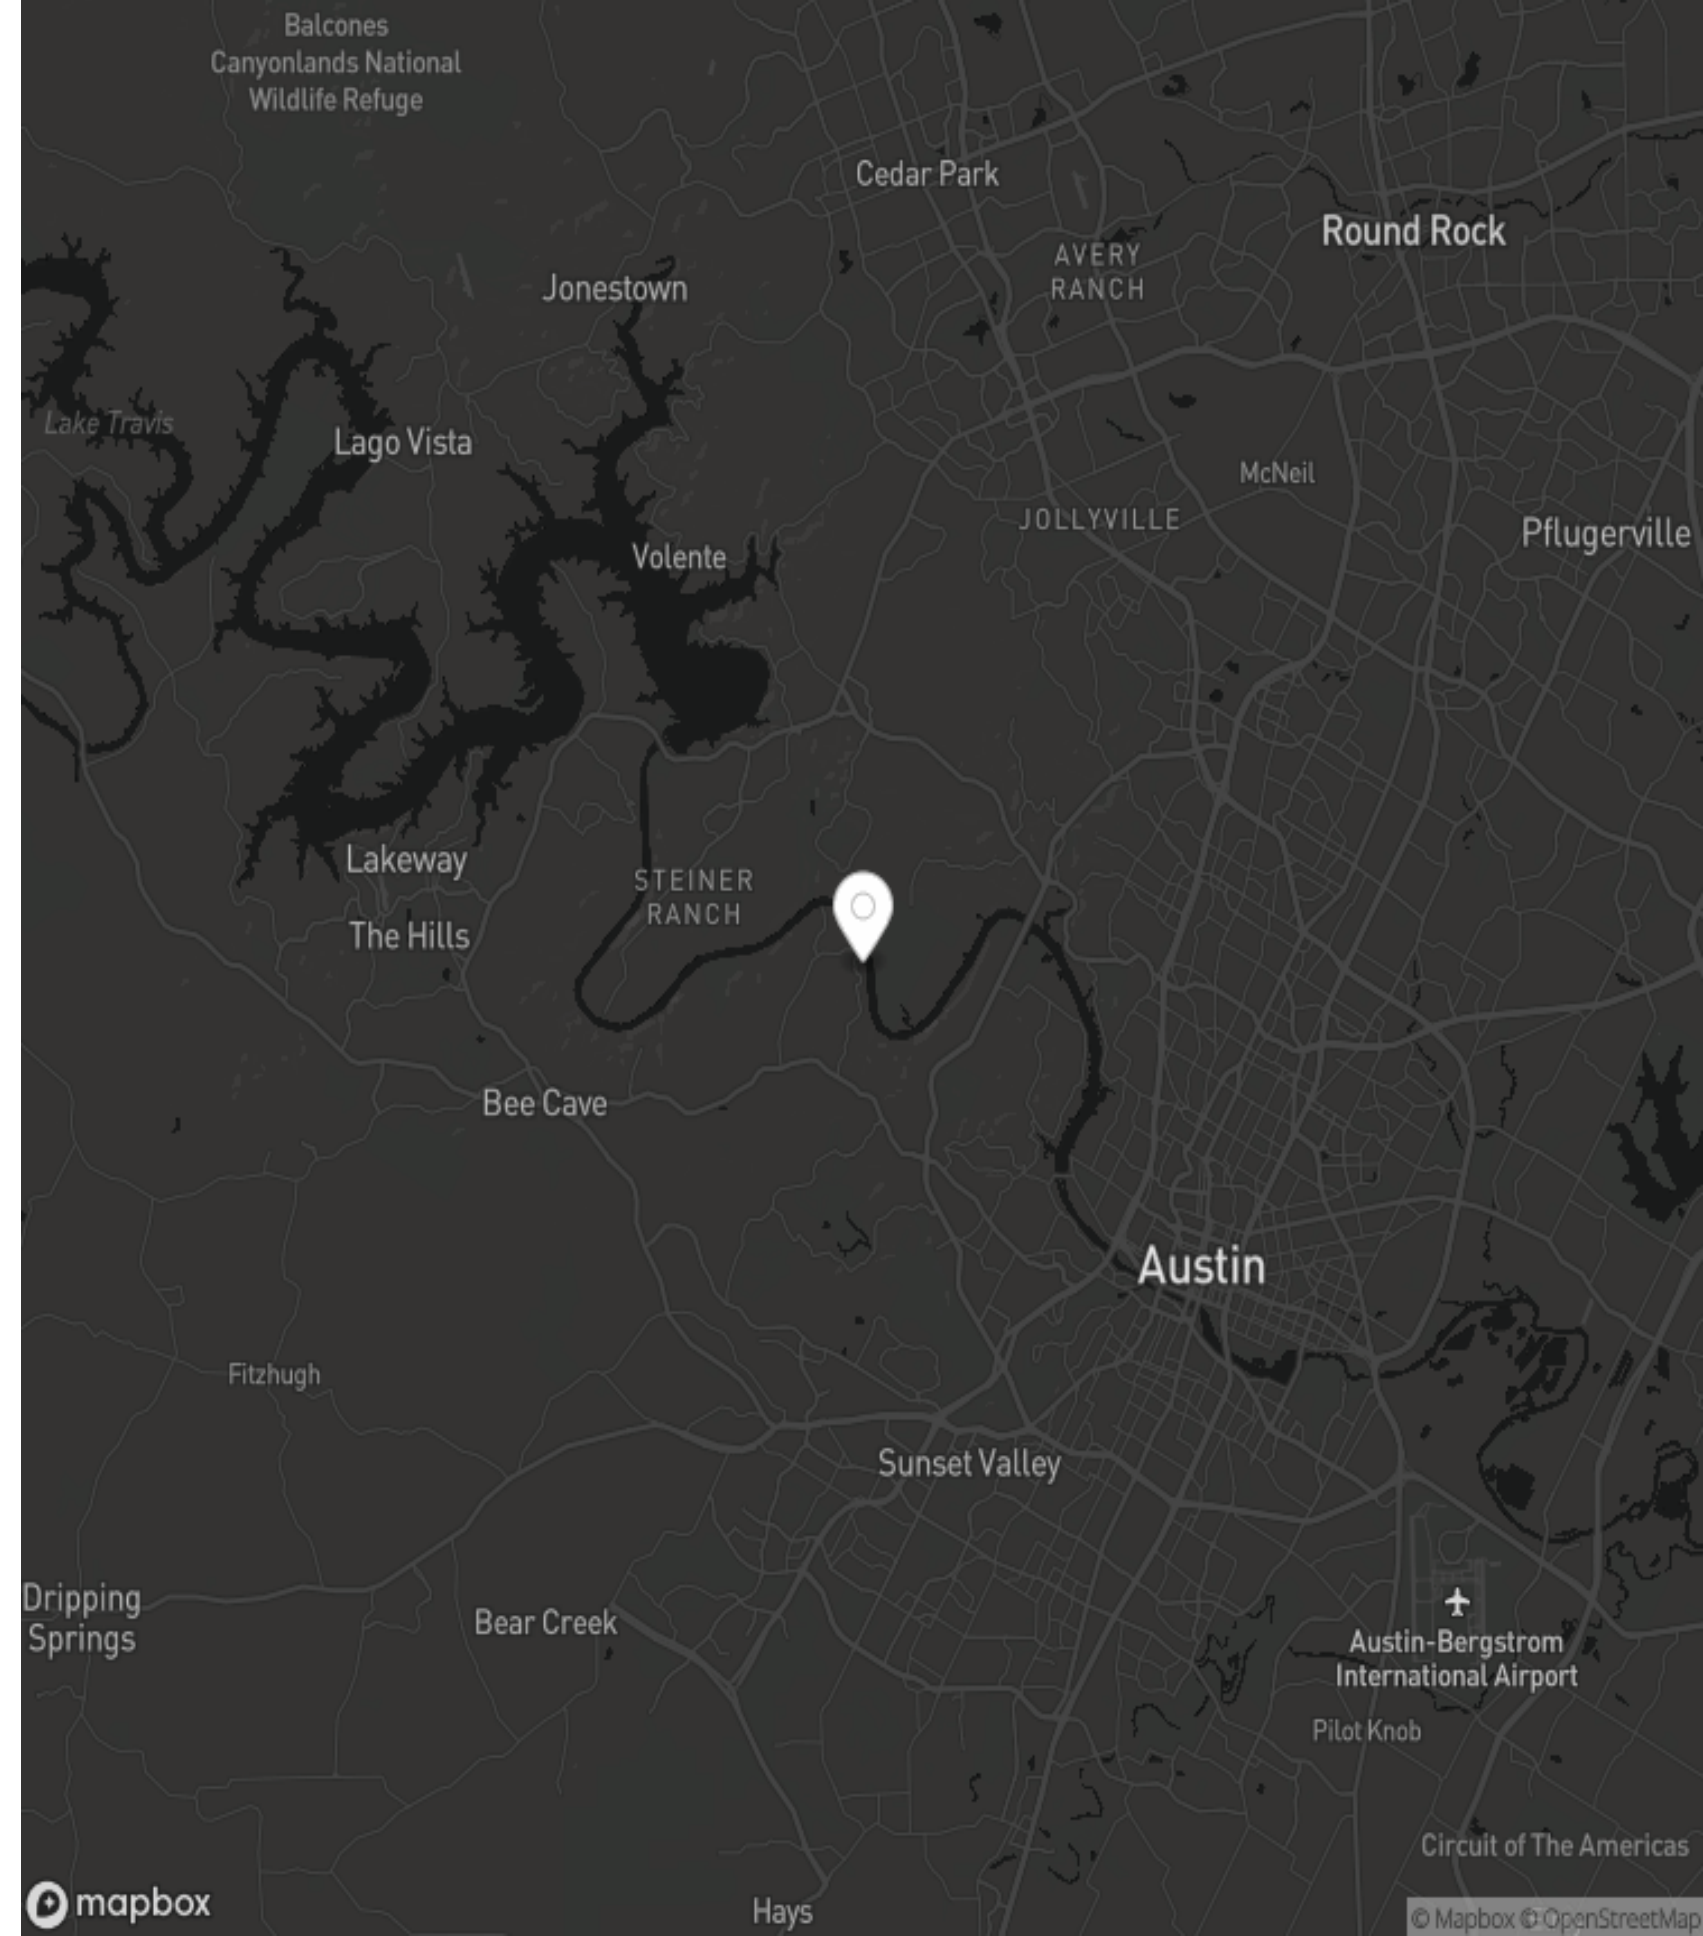 Balcones
Canyonlands National
Wildlife Refuge
Cedar Park
Round Rock
AVERY
RANCH
Jonestown
Lake Travis
Lago Vista
McNeil
JOLLYVILLE
Pflugerville
Volente
Lakeway
STEINER
RANCH
The Hills
Bee Cave
Austin
Fitzhugh
Sunset Valley
Dripping
Springs
Bear Creek
Austin-Bergstrom
International Airport
Pilot Knob
Circuit of The Americas
mapbox
Hays
© Mapbox © OpenStreetMap